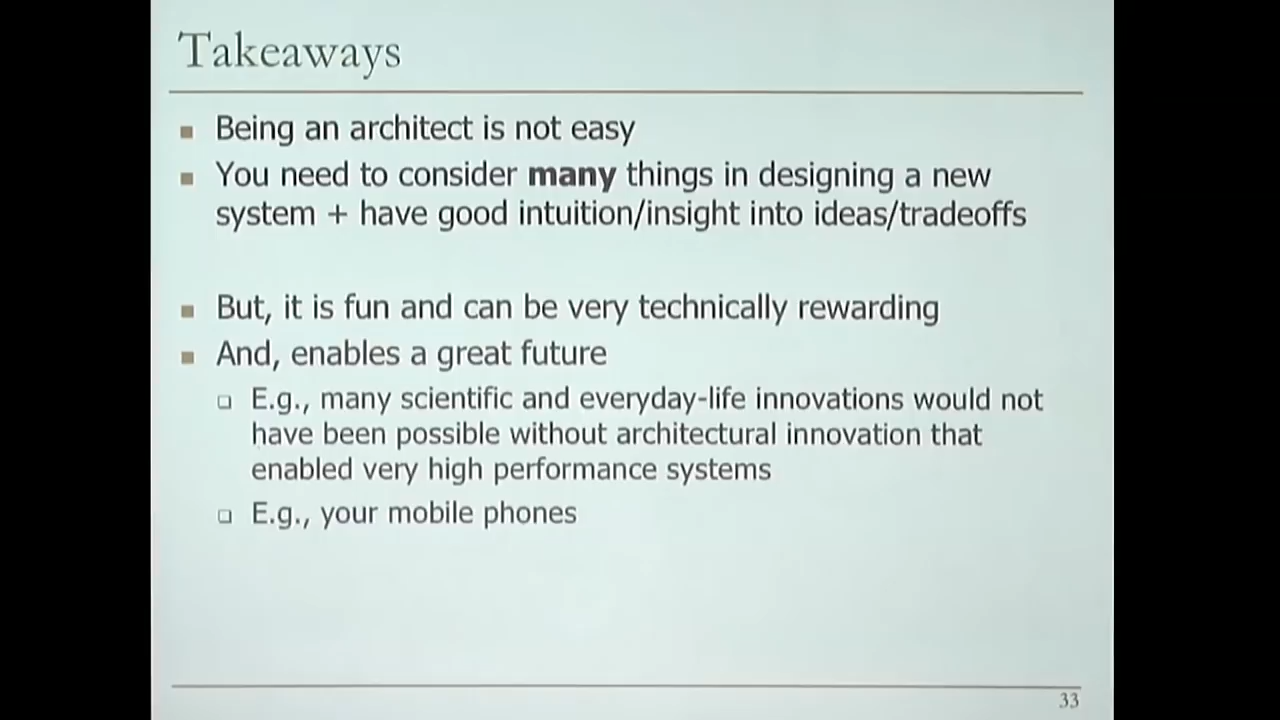 Takeaways
Being an architect is not easy
You need to consider many things in designing a new
system + have good intuition/insight into ideas/tradeoffs
But, it is fun and can be very technically rewarding
And, enables a great future
E.g., many scientific and everyday-life innovations would not
have been possible without architectural innovation that
enabled very high performance systems
E.g., your mobile phones
33